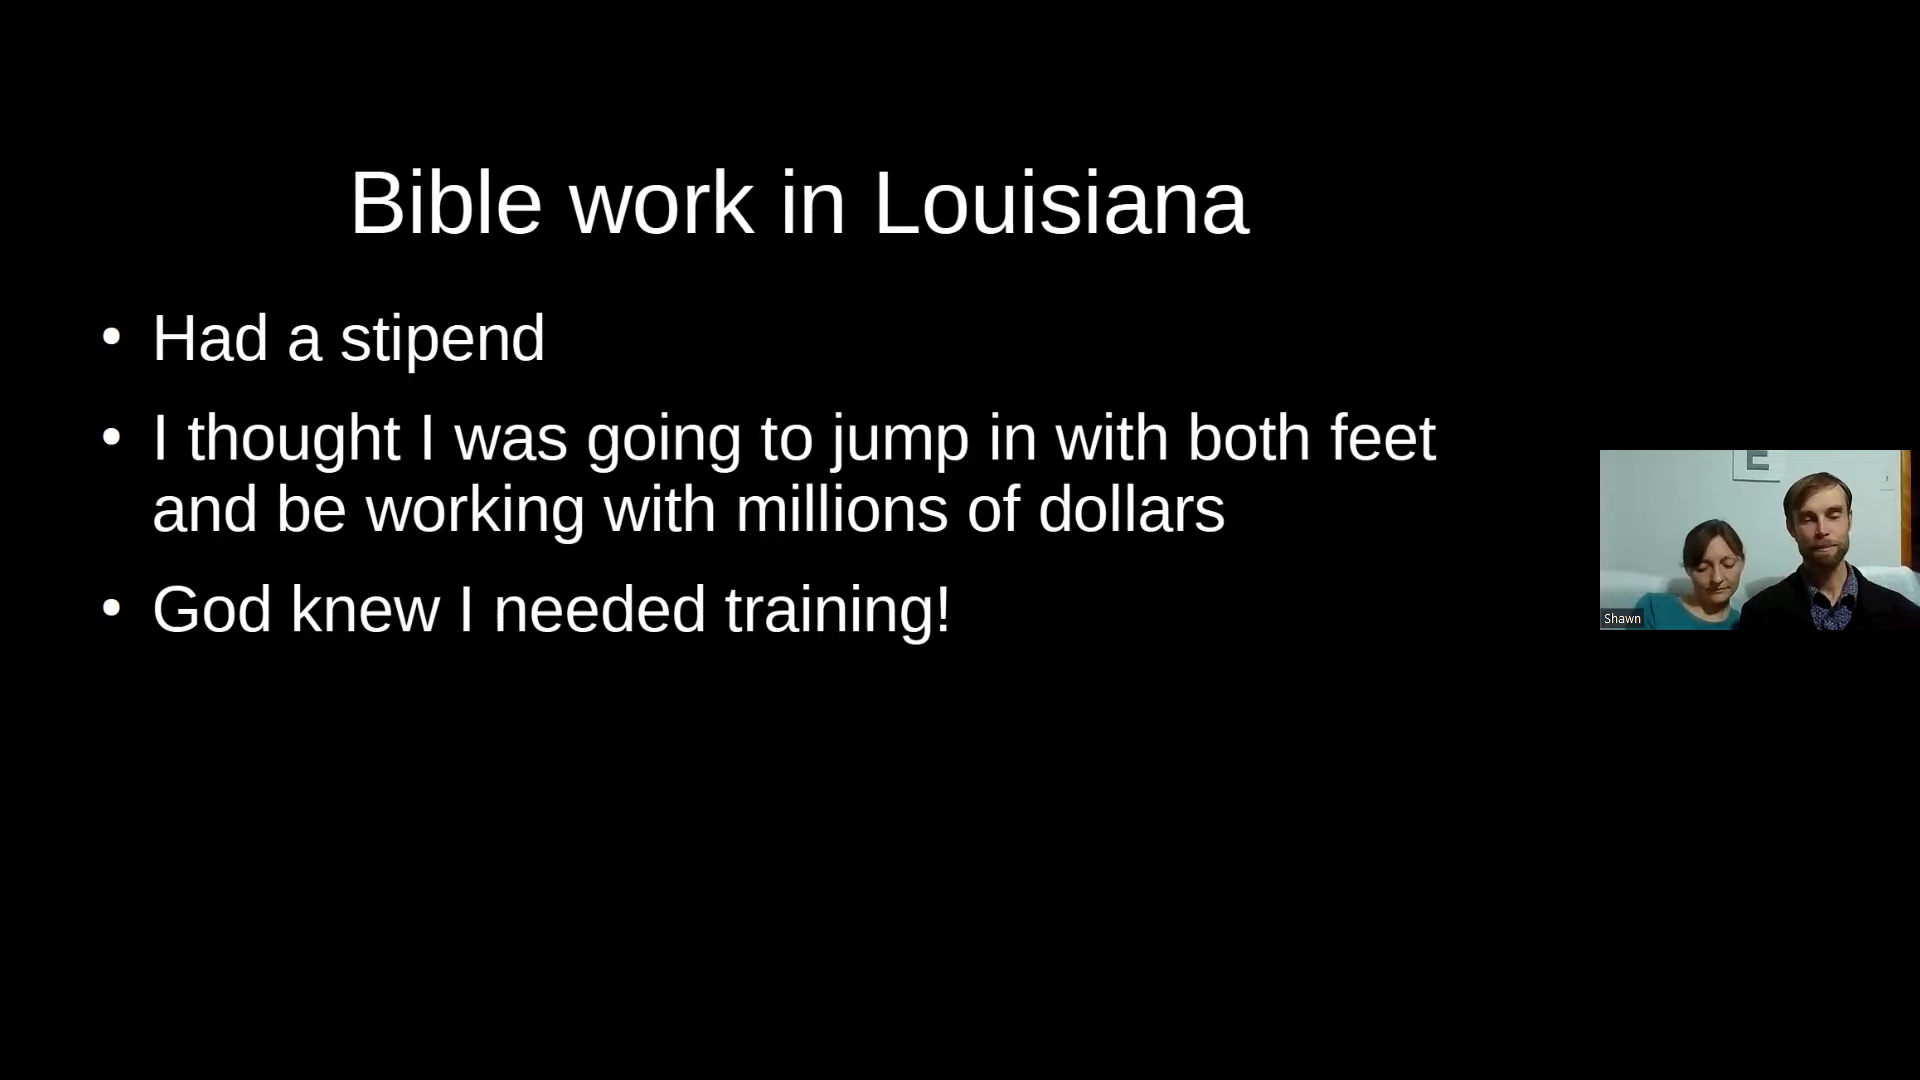 Bible work in Louisiana
• Had a stipend
• I thought I was going to jump in with both feet
and be working with millions of dollars
• God knew I needed training!
E
Shawn